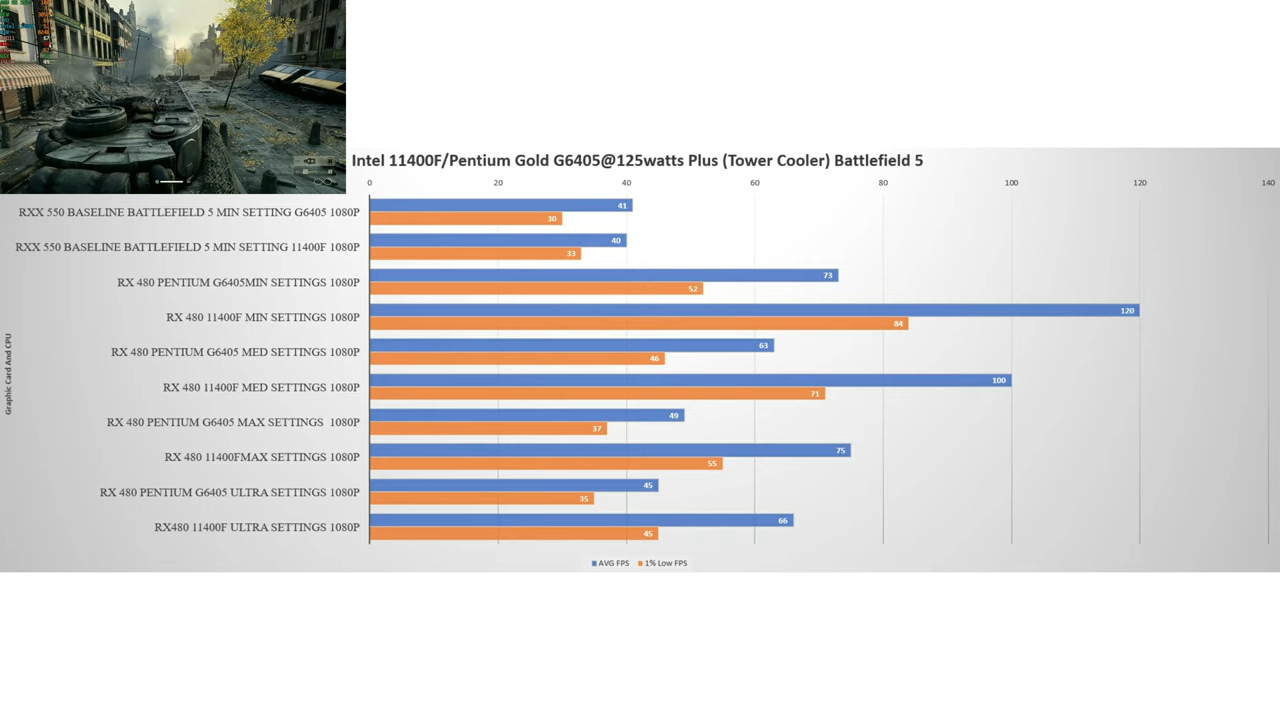 Intel 11400F/Pentium Gold G6405@125watts Plus (Tower Cooler) Battlefield 5
0 20 40 60 80 100 120 140
RXX 550 BASELINE BATTLEFIELD 5 MIN SETTING G6405 1080P 41
30
RXX 550 BASELINE BATTLEFIELD 5 MIN SETTING 11400F 1080P 40
33
RX 480 PENTIUM G6405MIN SETTINGS 1080P 73
52
RX 480 11400F MIN SETTINGS 1080P 120
84
RX 480 PENTIUM G6405 MED SETTINGS 1080P 63
46
RX 480 11400F MED SETTINGS 1080P 100
71
RX 480 PENTIUM G6405 MAX SETTINGS 1080P 49
37
RX 480 11400FMAX SETTINGS 1080P 75
55
RX 480 PENTIUM G6405 ULTRA SETTINGS 1080P 45
35
RX480 11400F ULTRA SETTINGS 1080P 66
45
Graphic Card And CPU
AVG FPS 1% Low FPS